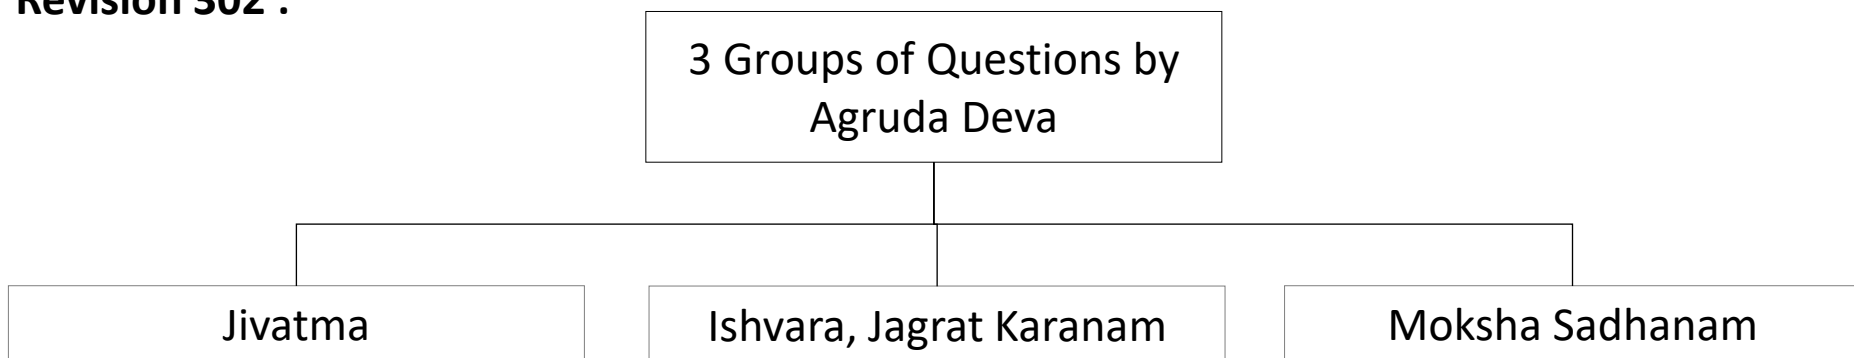 Revision 302 :
3 Groups of Questions by
Agruda Deva
Jivatma
Ishvara, Jagrat Karanam
Moksha Sadhanam